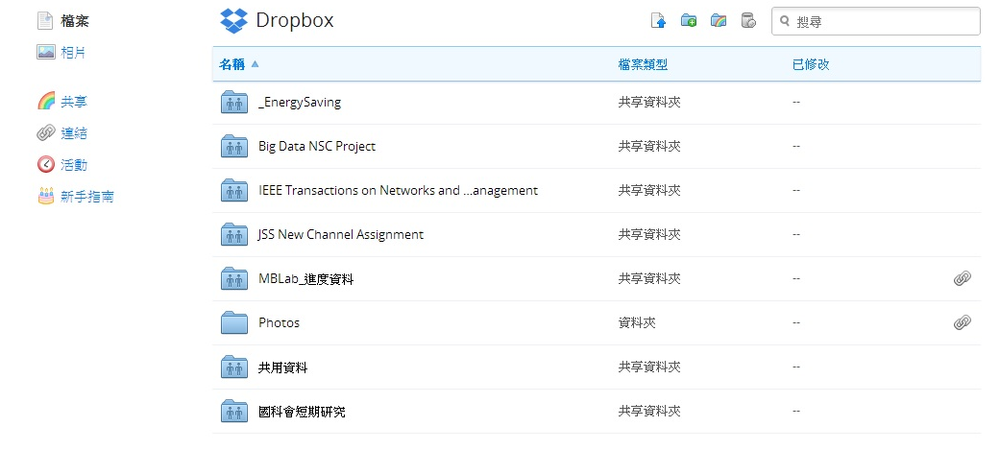 檔案
相片
共享
連結
活動
新手指南
Dropbox
搜尋
名稱 檔案類型 已修改
_EnergySaving 共享資料夾 --
Big Data NSC Project 共享資料夾 --
IEEE Transactions on Networks and ...anagement 共享資料夾 --
JSS New Channel Assignment 共享資料夾 --
MBLab_進度資料 共享資料夾 --
Photos 資料夾 --
共用資料 共享資料夾 --
國科會短期研究 共享資料夾 --